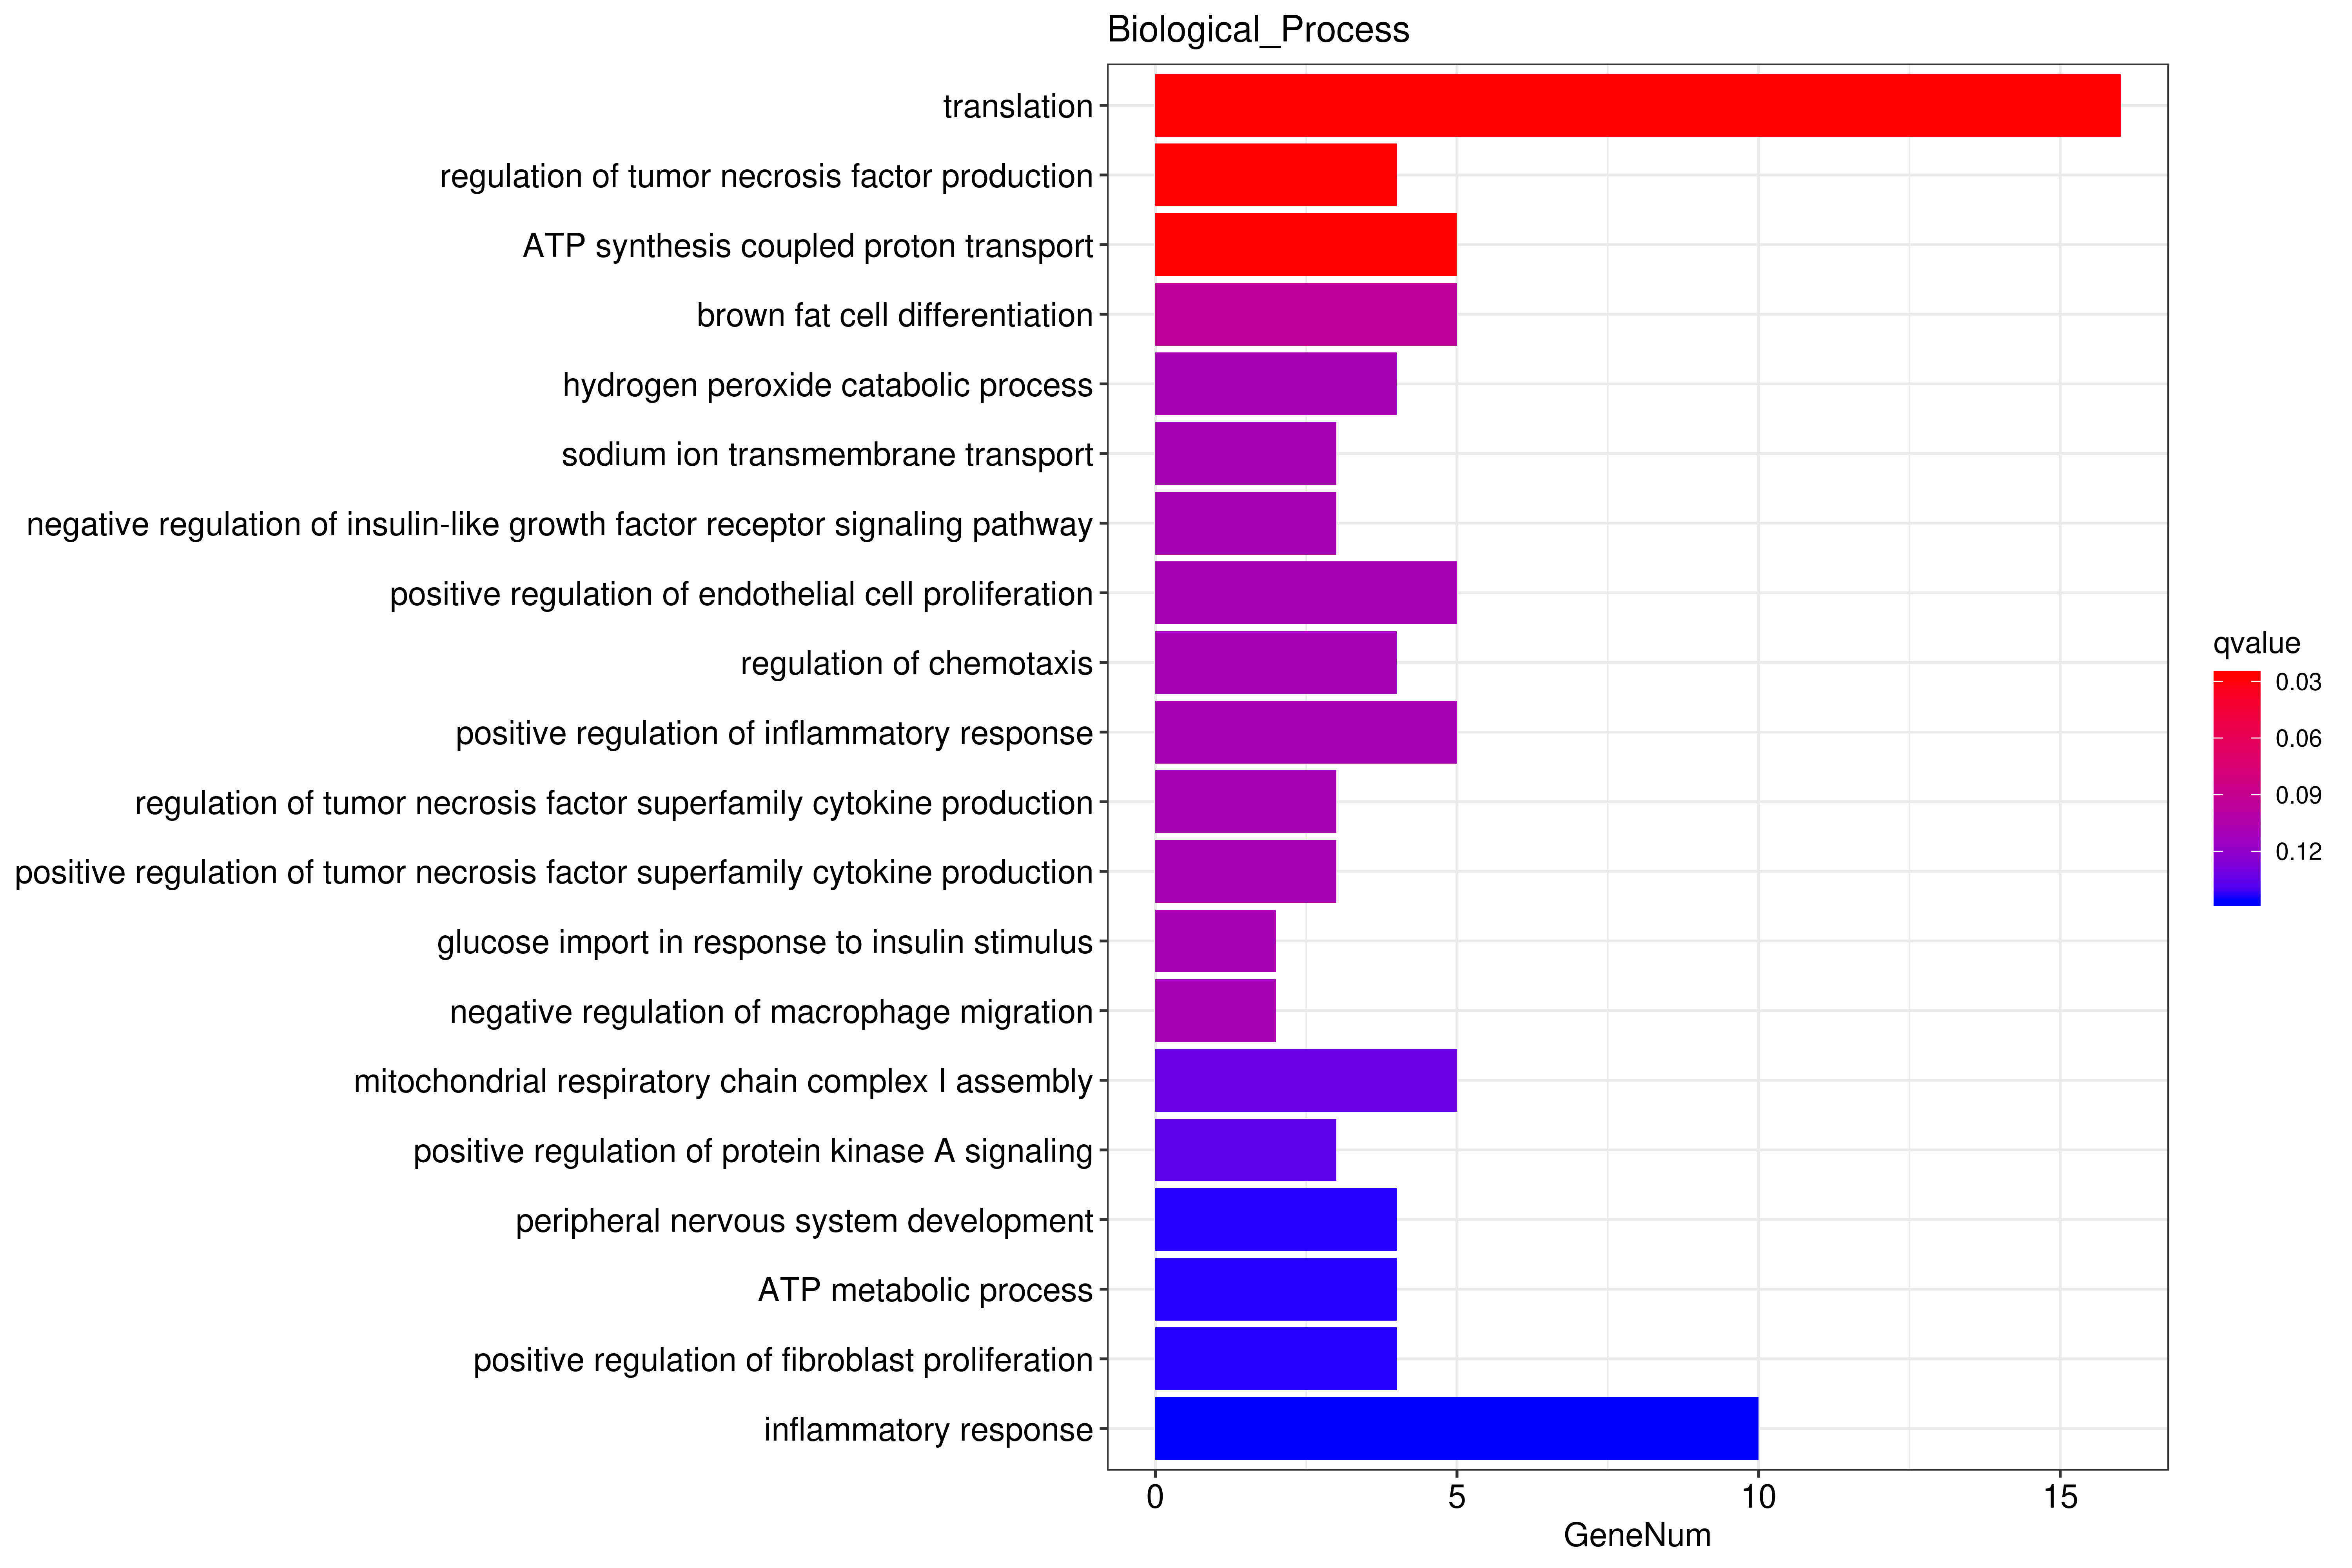 Biological_Process
translation
regulation of tumor necrosis factor production
ATP synthesis coupled proton transport
brown fat cell differentiation
hydrogen peroxide catabolic process
sodium ion transmembrane transport
negative regulation of insulin-like growth factor receptor signaling pathway
positive regulation of endothelial cell proliferation
regulation of chemotaxis
positive regulation of inflammatory response
regulation of tumor necrosis factor superfamily cytokine production
positive regulation of tumor necrosis factor superfamily cytokine production
glucose import in response to insulin stimulus
negative regulation of macrophage migration
mitochondrial respiratory chain complex I assembly
positive regulation of protein kinase A signaling
peripheral nervous system development
ATP metabolic process
positive regulation of fibroblast proliferation
inflammatory response
0 5 10 15
GeneNum
qvalue
0.03
0.06
0.09
0.12